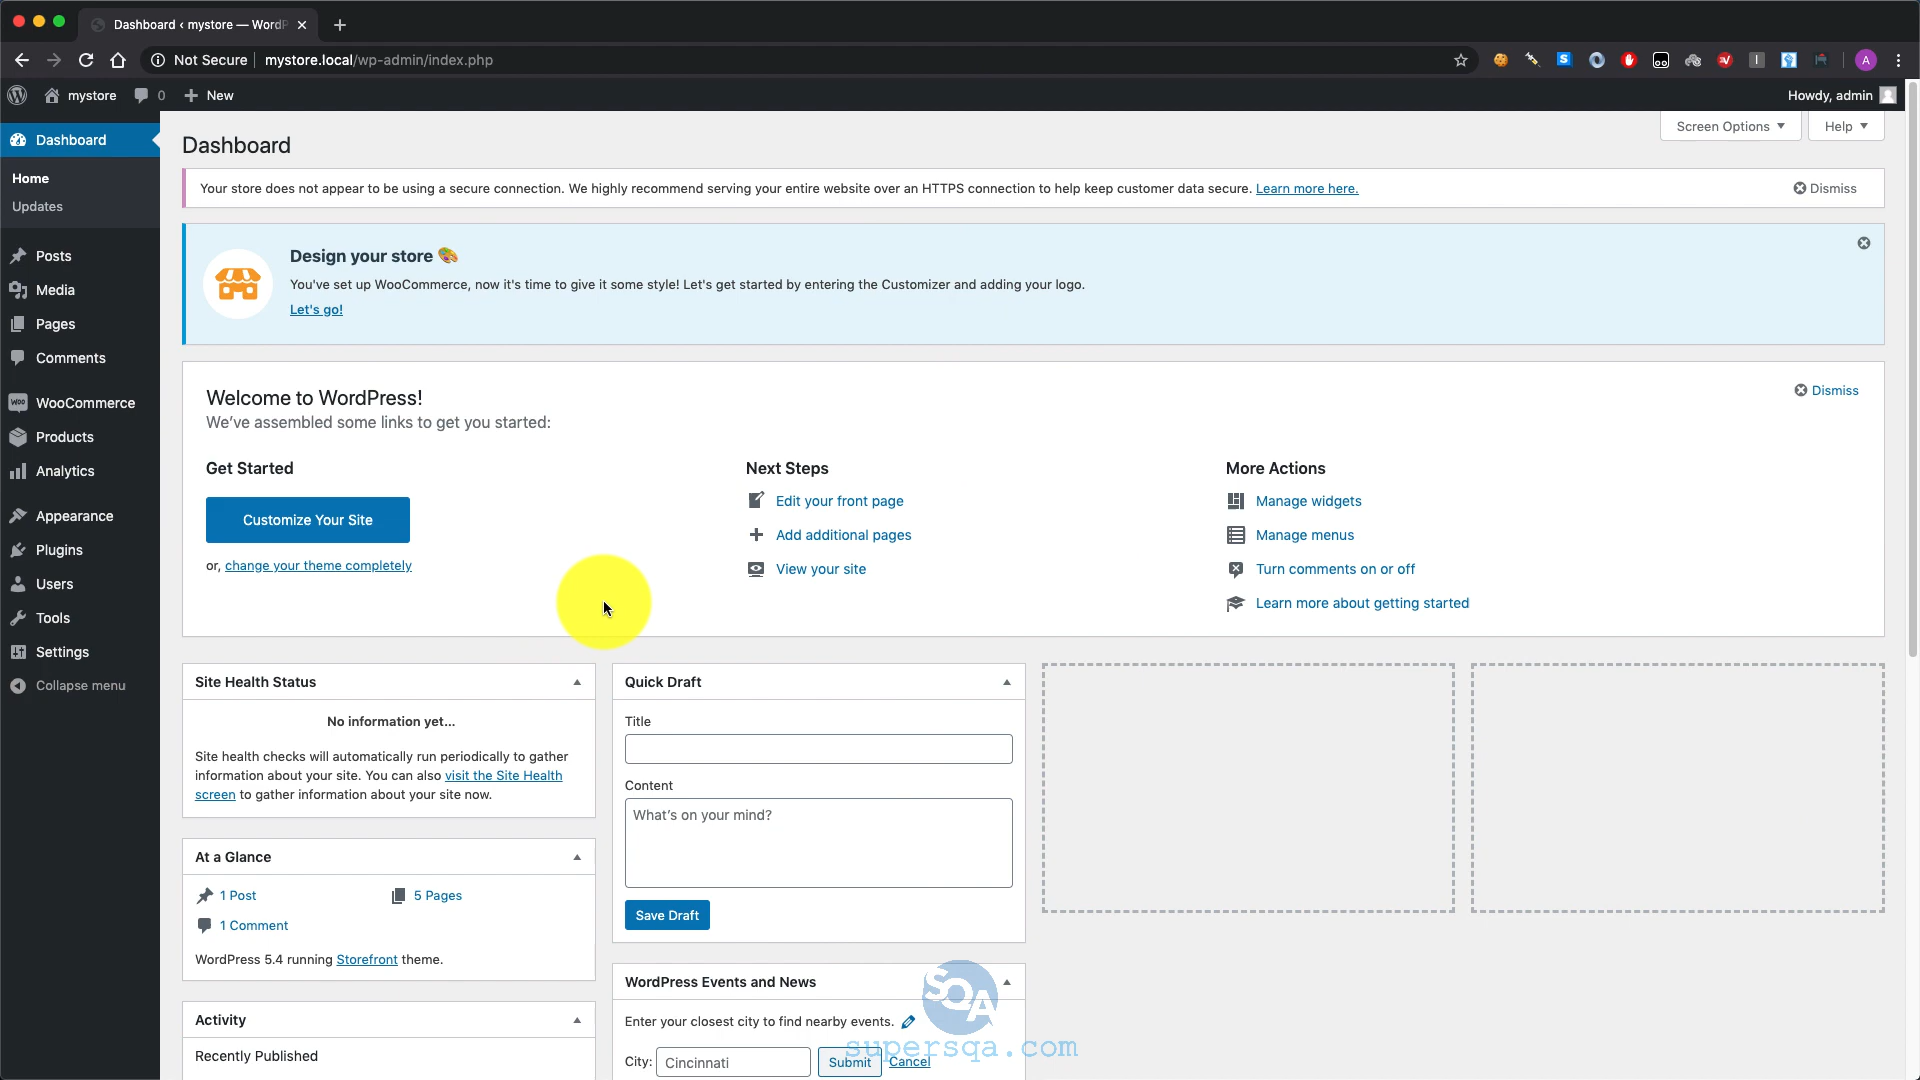 Dashboard ‹ mystore — WordP
Not Secure mystore.local/wp-admin/index.php
A
mystore 0 New
Howdy, admin
Dashboard
Home
Updates
Posts
Media
Pages
Comments
WooCommerce
Products
Analytics
Appearance
Plugins
Users
Tools
Settings
Collapse menu
Screen Options
Help
Dashboard
Your store does not appear to be using a secure connection. We highly recommend serving your entire website over an HTTPS connection to help keep customer data secure. Learn more here.
Dismiss
Design your store 🎨
You've set up WooCommerce, now it's time to give it some style! Let's get started by entering the Customizer and adding your logo.
Let's go!
Welcome to WordPress!
We've assembled some links to get you started:
Dismiss
Get Started
Customize Your Site
or, change your theme completely
Next Steps
Edit your front page
Add additional pages
View your site
More Actions
Manage widgets
Manage menus
Turn comments on or off
Learn more about getting started
Site Health Status
No information yet...
Site health checks will automatically run periodically to gather
information about your site. You can also visit the Site Health
screen to gather information about your site now.
At a Glance
1 Post
5 Pages
1 Comment
WordPress 5.4 running Storefront theme.
Activity
Recently Published
Quick Draft
Title
Content
What's on your mind?
Save Draft
WordPress Events and News
Enter your closest city to find nearby events.
City: Cincinnati Submit Cancel
SQA
supersqa.com